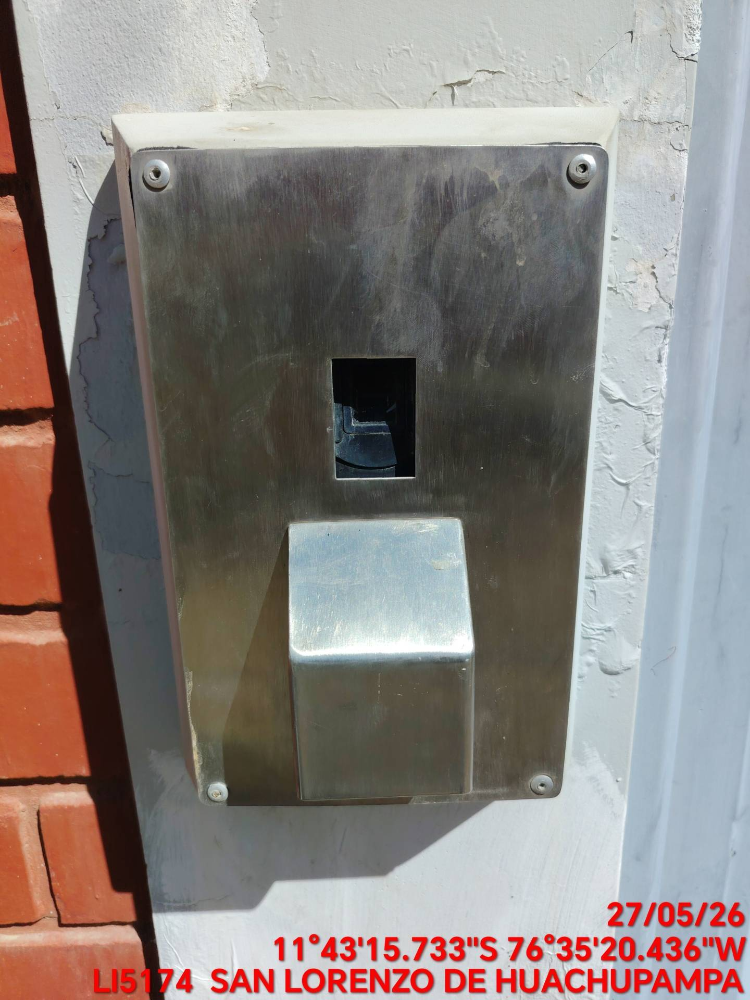 27/05/26
11°43'15.733"S 76°35'20.436"W
LI5174 SAN LORENZO DE HUACHUPAMPA